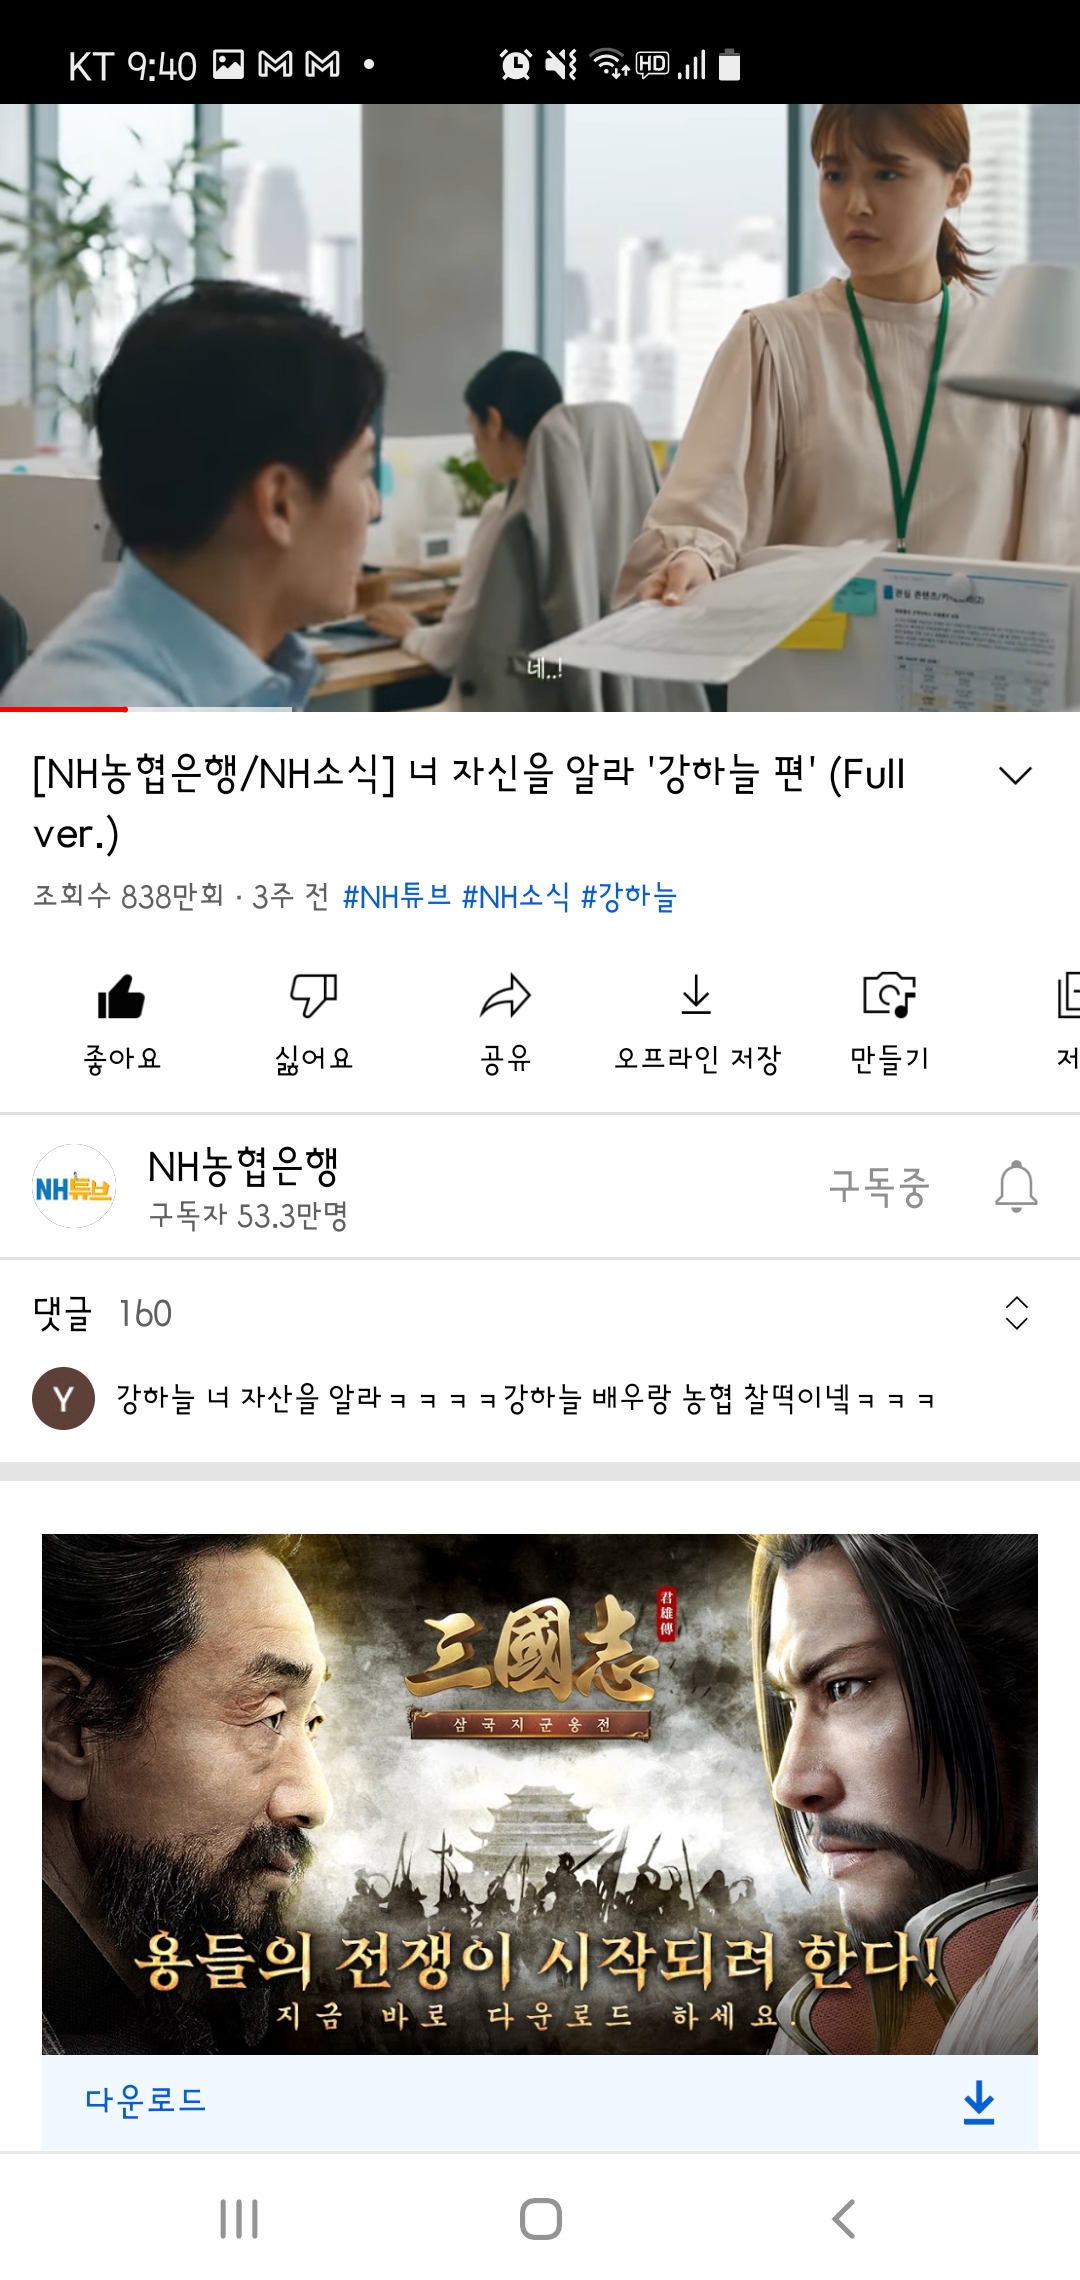 KT 9:40
HD
관심 콘텐츠/카
네..!
[NH농협은행/NH소식] 너 자신을 알라 '강하늘 편' (Full
ver.)
조회수 838만회 · 3주 전 #NH튜브 #NH소식 #강하늘
좋아요 싫어요 공유 오프라인 저장 만들기 저
NH튜브
NH농협은행
구독자 53.3만명
구독중
댓글 160
Y
강하늘 너 자산을 알라ㅋㅋㅋㅋ강하늘 배우랑 농협 찰떡이넼ㅋㅋㅋ
三國志
君雄傳
삼국지군웅전
용들의 전쟁이 시작되려 한다!
지금 바로 다운로드 하세요.
다운로드